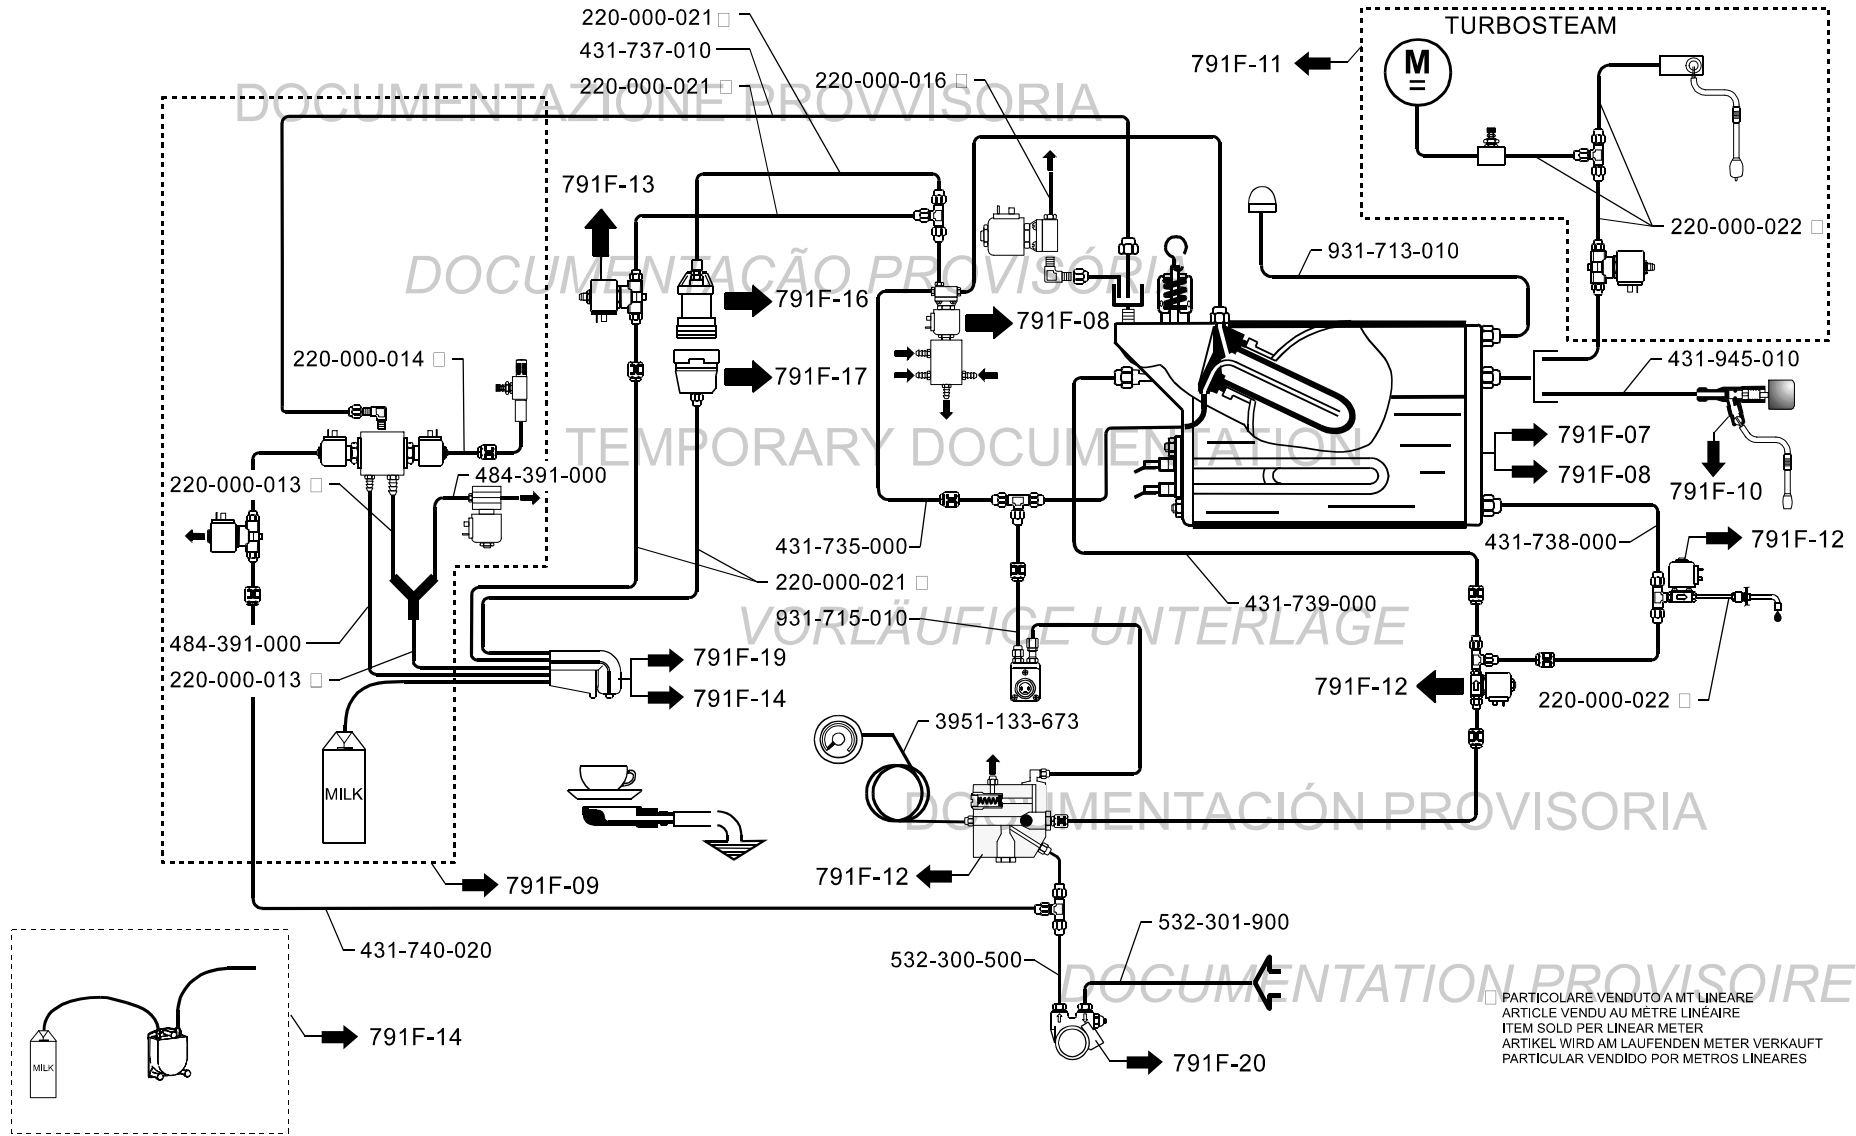 220-000-021 □
431-737-010
220-000-021 □
220-000-016 □
791F-11
TURBOSTEAM
M
DOCUMENTAZIONE PROVVISORIA
791F-13
220-000-022 □
931-713-010
DOCUMENTAÇÃO PROVISÓRIA
791F-16
791F-08
220-000-014 □
791F-17
431-945-010
TEMPORARY DOCUMENTATION
791F-07
791F-08
484-391-000
220-000-013 □
791F-10
431-735-000
431-738-000
791F-12
220-000-021 □
431-739-000
931-715-010
VORLÄUFIGE UNTERLAGE
484-391-000
791F-19
220-000-013 □
791F-14
791F-12
220-000-022 □
3951-133-673
MILK
DOCUMENTACIÓN PROVISORIA
791F-12
791F-09
431-740-020
532-301-900
532-300-500
DOCUMENTATION PROVISOIRE
□ PARTICOLARE VENDUTO A MT LINEARE
ARTICLE VENDU AU MÈTRE LINÉAIRE
ITEM SOLD PER LINEAR METER
ARTIKEL WIRD AM LAUFENDEN METER VERKAUFT
PARTICULAR VENDIDO POR METROS LINEARES
791F-14
MILK
791F-20